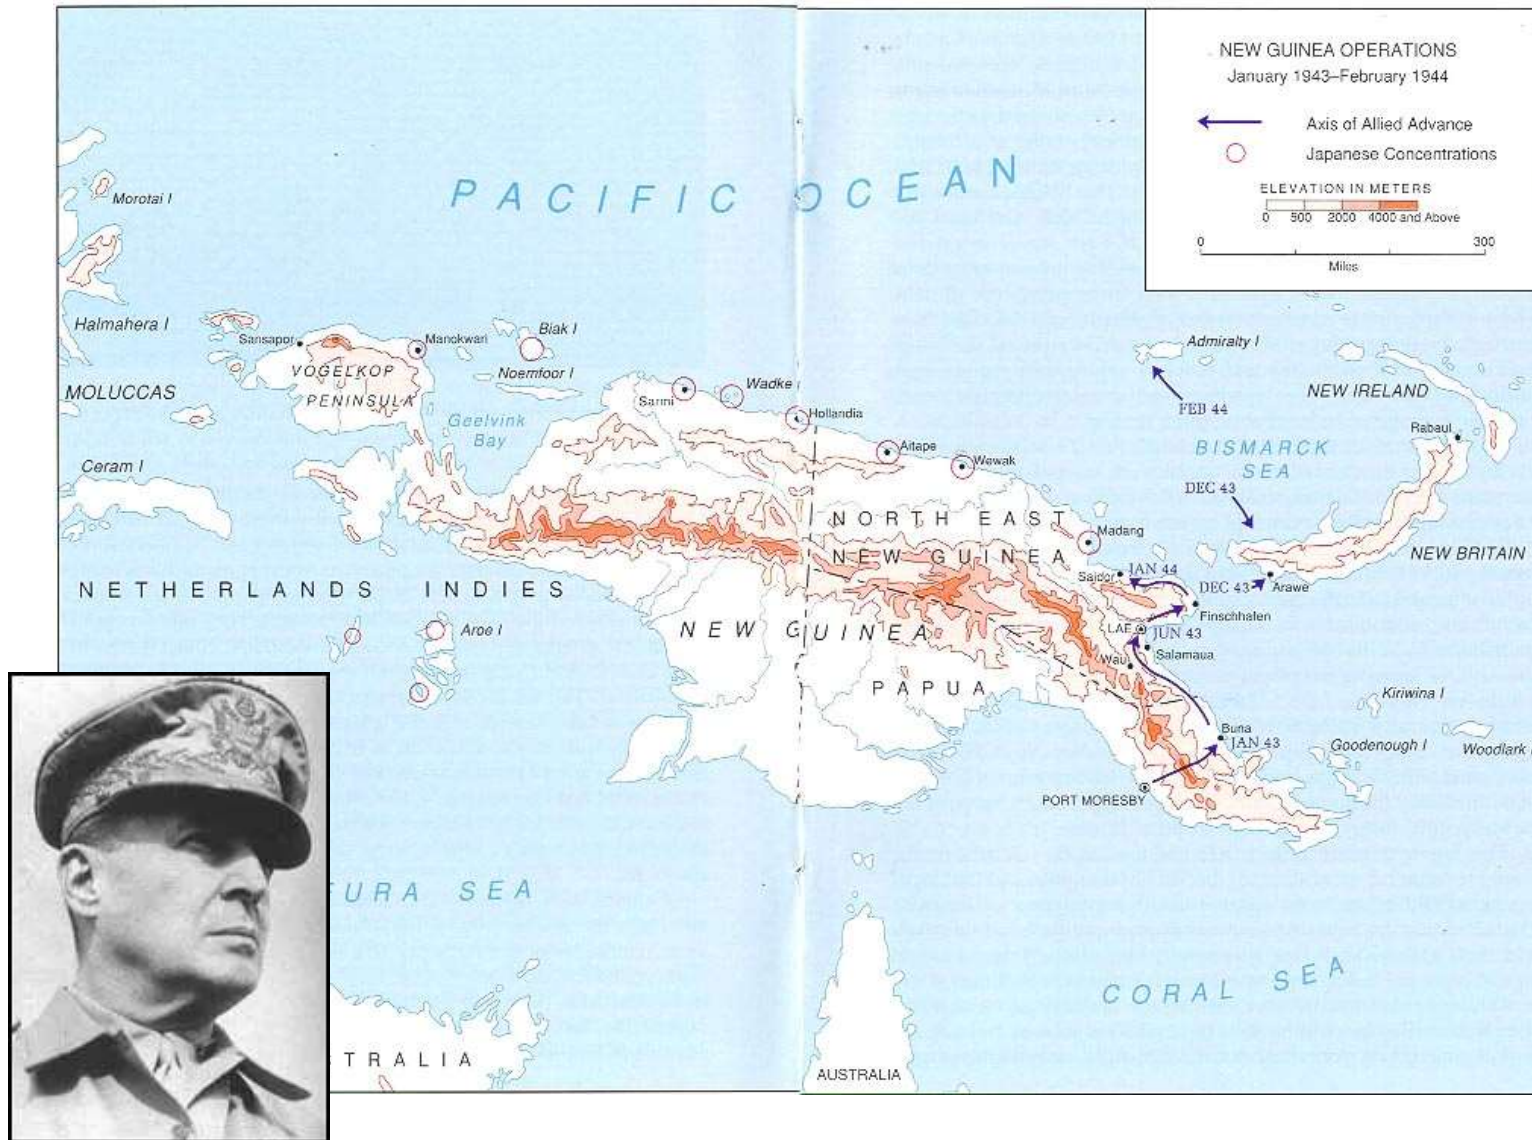 NEW GUINEA OPERATIONS
January 1943–February 1944
Axis of Allied Advance
Japanese Concentrations
ELEVATION IN METERS
0 500 2000 4000 and Above
0 300
Miles
PACIFIC OCEAN
Morotai I
Halmahera I
MOLUCCAS
Ceram I
Sansapor
Manokwari
VOGELKOP
PENINSULA
Biak I
Noemfoor I
Geelvink
Bay
Sarmi
Wadke I
Hollandia
Aitape
Wewak
Admiralty I
FEB 44
NEW IRELAND
Rabaul
BISMARCK
SEA
DEC 43
NORTH EAST
NEW GUINEA
Madang
NEW BRITAIN
Saidor
JAN 44
DEC 43
Arawe
Finschhafen
NETHERLANDS INDIES
Aroe I
NEW GUINEA
LAE
JUN 43
Salamaua
Wau
PAPUA
Kiriwina I
Buna
JAN 43
Goodenough I
Woodlark
PORT MORESBY
URA SEA
CORAL SEA
TRALIA
AUSTRALIA